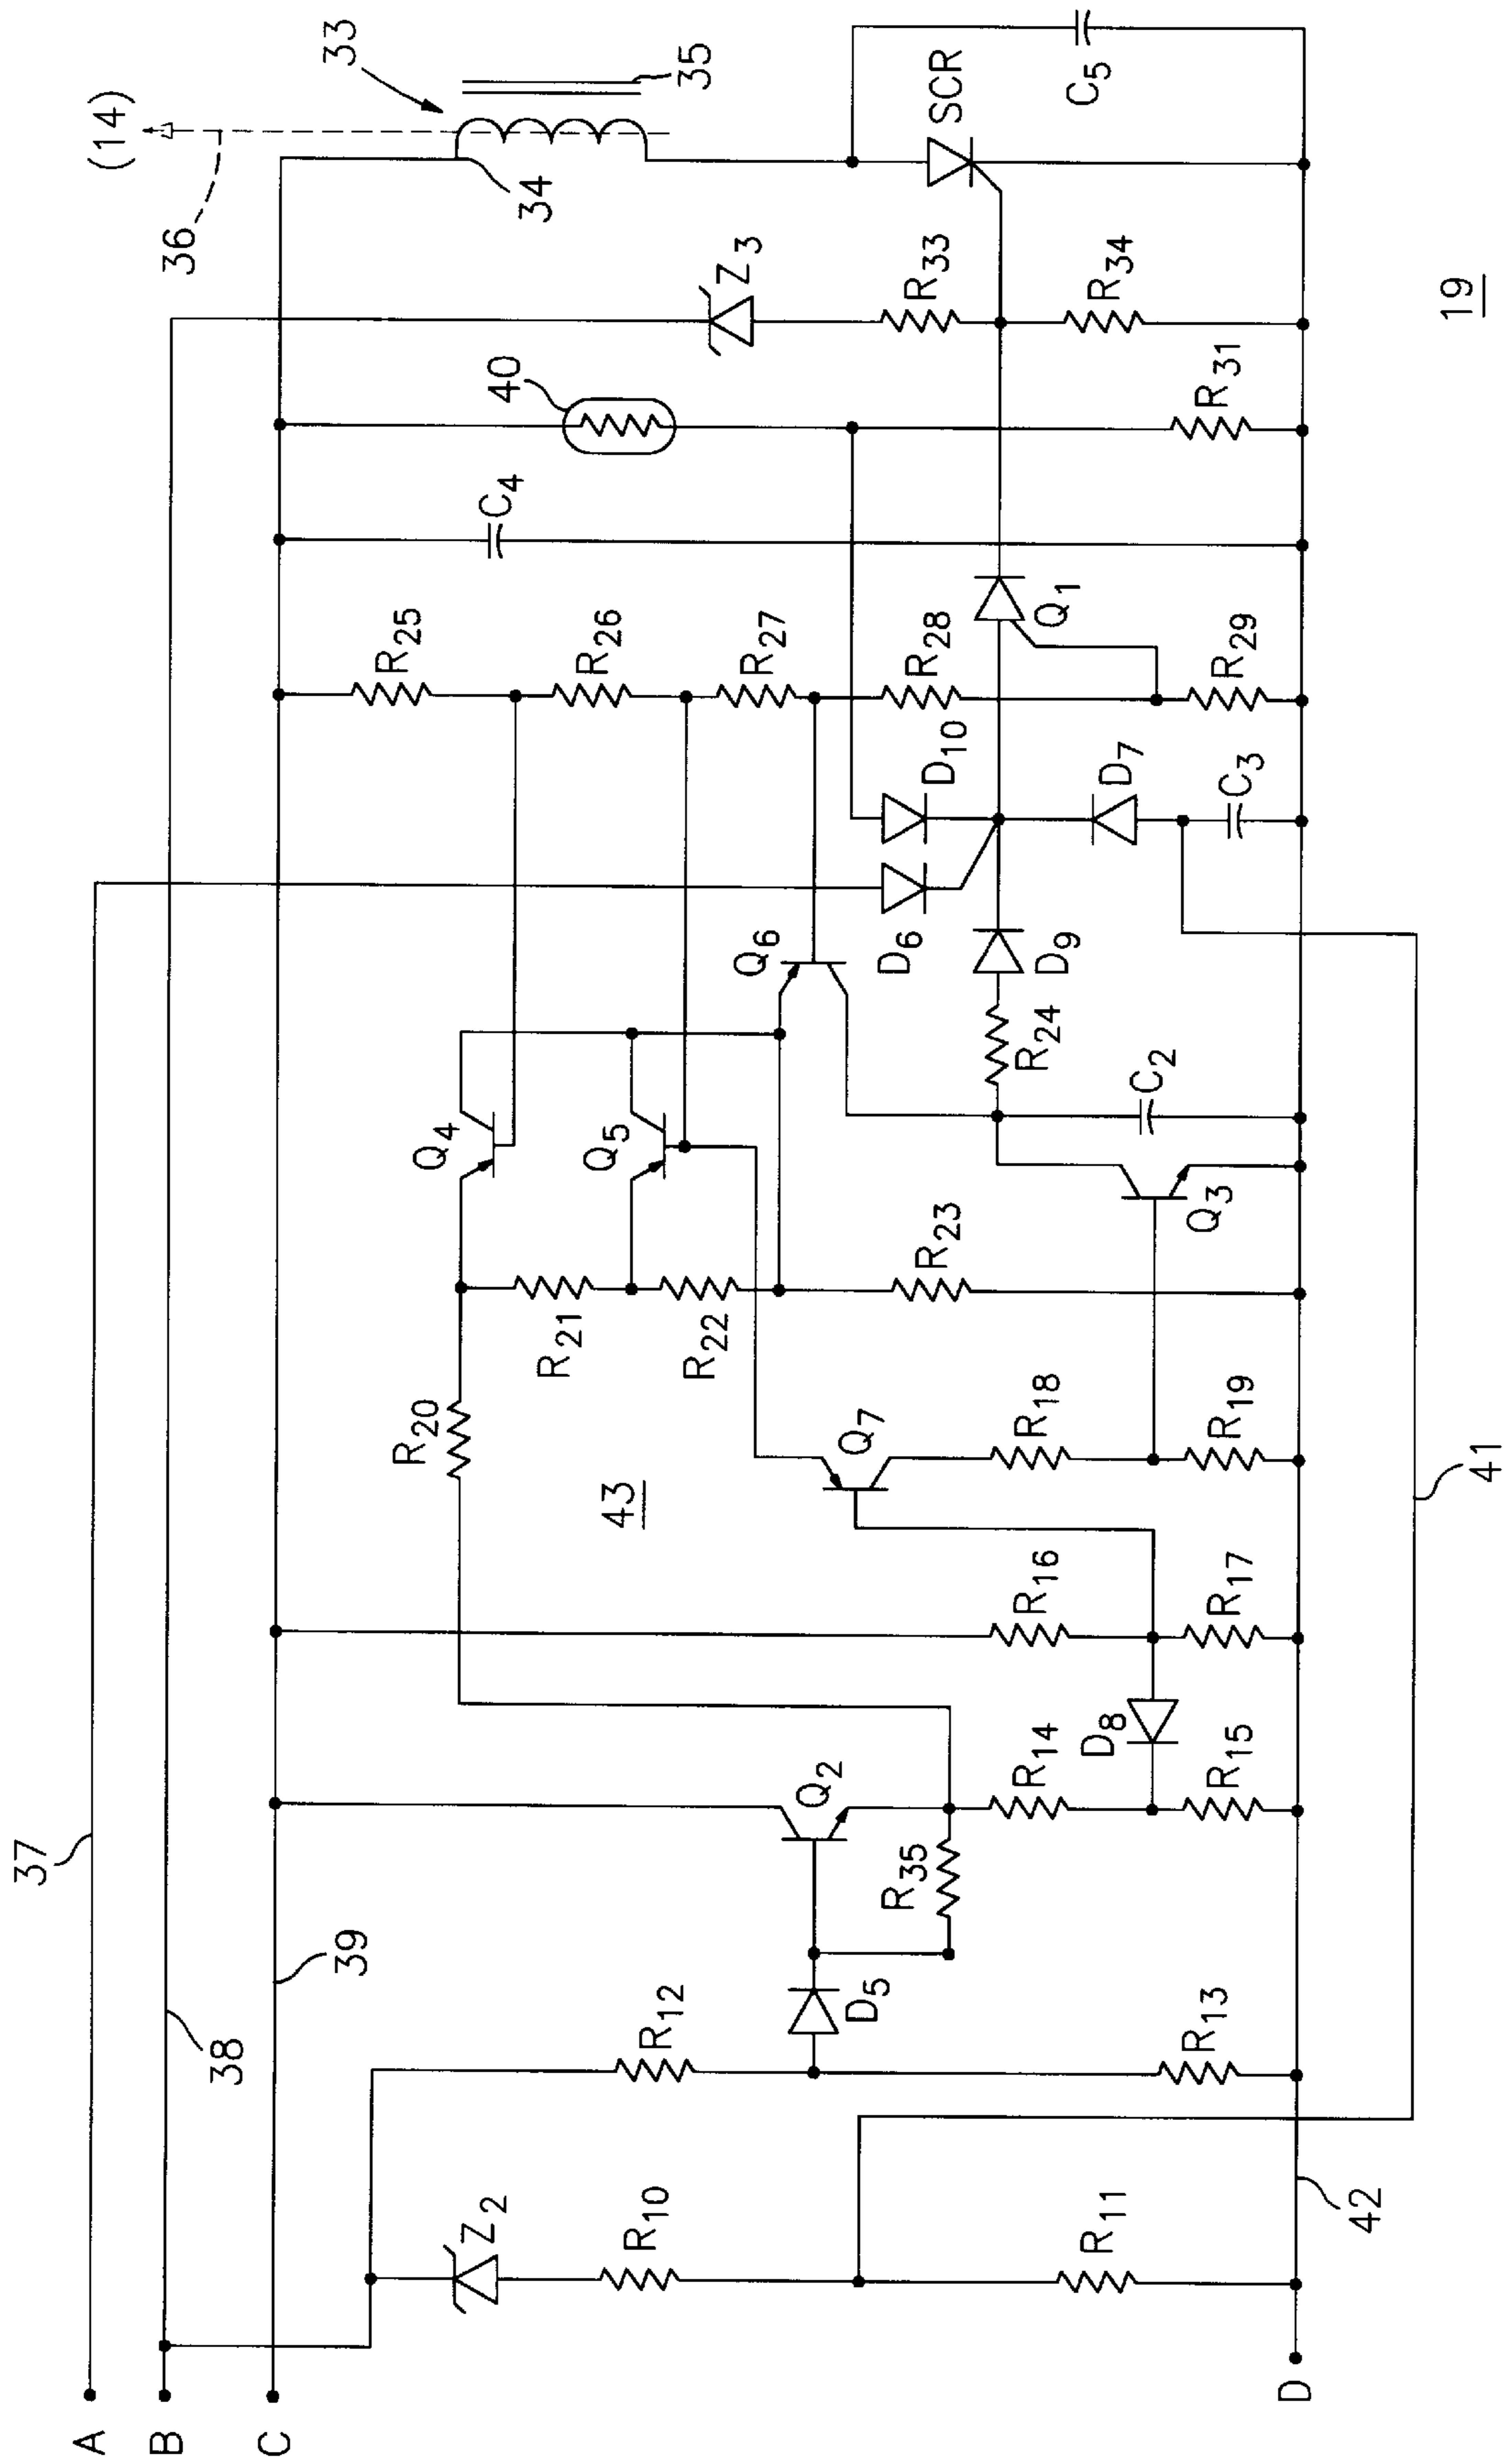 (14)
33
36
34
35
C5
SCR
Z3
R33
R34
40
R31
C4
R25
R26
R27
R28
R29
Q1
D10
D7
C3
D6
Q6
D9
R24
C2
Q4
Q5
Q3
R23
R21
R22
R20
Q7
R18
R19
43
41
R16
R17
D8
R14
R15
Q2
R35
37
39
D5
R12
R13
38
Z2
R10
R11
42
A
B
C
D
19